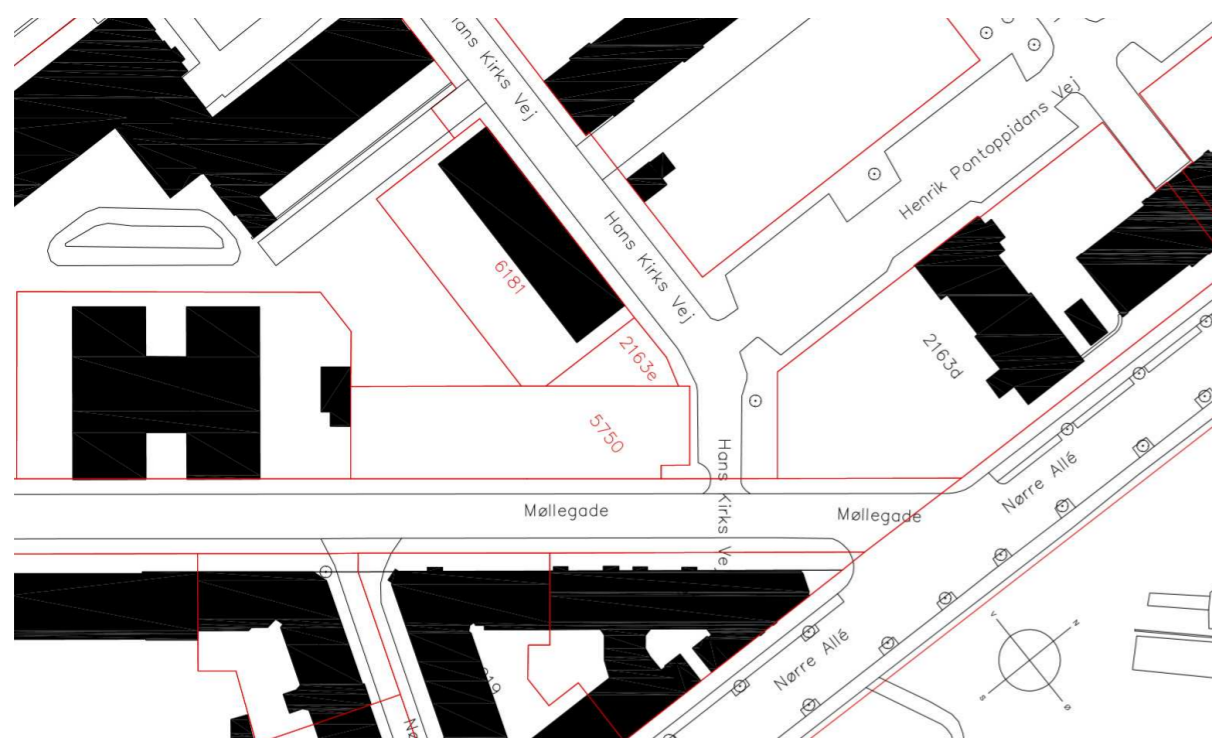 Hans Kirks Vej
Henrik Pontoppidans Vej
Hans Kirks Vej
6181
2163e
2163d
5750
Hans Kirks Ve
Nørre Allé
Møllegade
Møllegade
Nørre Allé
V
N
S
Ø